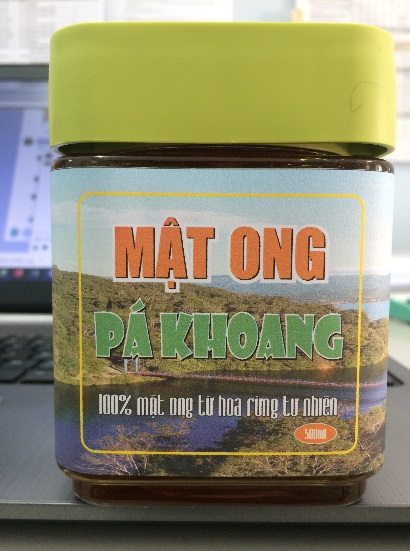 MẬT ONG
PÁ KHOANG
100% mật ong từ hoa rừng tự nhiên
500ml